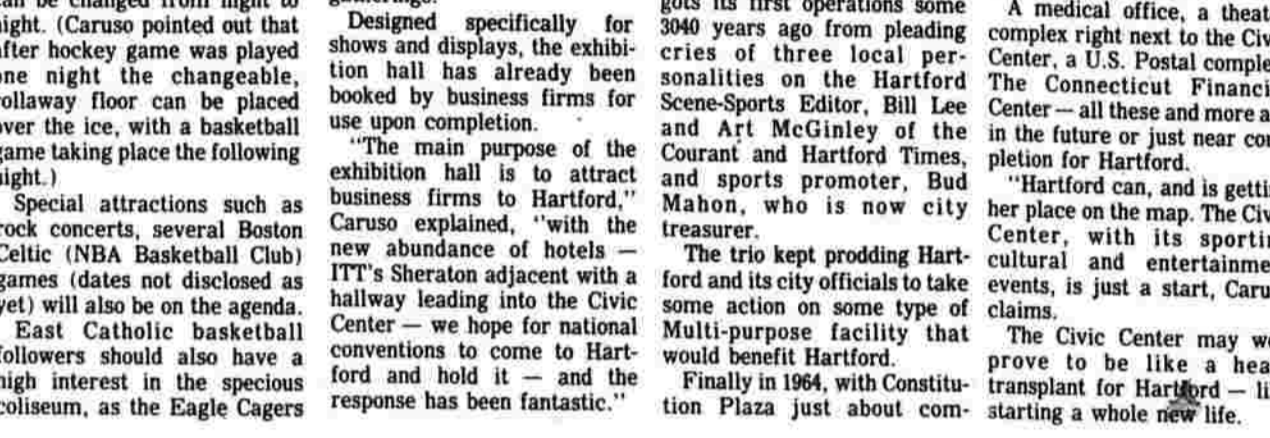 can be changed from night to
night. (Caruso pointed out that
after hockey game was played
one night the changeable,
rollaway floor can be placed
over the ice, with a basketball
game taking place the following
night.)
Special attractions such as
rock concerts, several Boston
Celtic (NBA Basketball Club)
games (dates not disclosed as
yet) will also be on the agenda.
East Catholic basketball
followers should also have a
high interest in the specious
coliseum, as the Eagle Cagers
gatherings.
Designed specifically for
shows and displays, the exhibi-
tion hall has already been
booked by business firms for
use upon completion.
"The main purpose of the
exhibition hall is to attract
business firms to Hartford,"
Caruso explained, "with the
new abundance of hotels —
ITT's Sheraton adjacent with a
hallway leading into the Civic
Center — we hope for national
conventions to come to Hart-
ford and hold it — and the
response has been fantastic."
gots its first operations some
3040 years ago from pleading
cries of three local per-
sonalities on the Hartford
Scene-Sports Editor, Bill Lee
and Art McGinley of the
Courant and Hartford Times,
and sports promoter, Bud
Mahon, who is now city
treasurer.
The trio kept prodding Hart-
ford and its city officials to take
some action on some type of
Multi-purpose facility that
would benefit Hartford.
Finally in 1964, with Constitu-
tion Plaza just about com-
A medical office, a theat
complex right next to the Civ
Center, a U.S. Postal comple
The Connecticut Financi
Center — all these and more a
in the future or just near con
pletion for Hartford.
"Hartford can, and is gettin
her place on the map. The Civ
Center, with its sportin
cultural and entertainme
events, is just a start, Caru
claims.
The Civic Center may we
prove to be like a hea
transplant for Hartford — li
starting a whole new life.